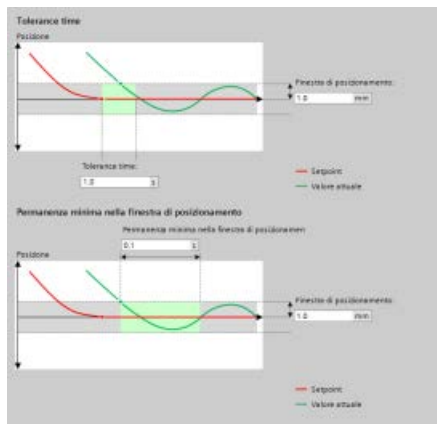 Tolerance time
Posizione
Finestra di posizionamento:
1.0 mm
Tolerance time:
1.0 s
Setpoint
Valore attuale
Permanenza minima nella finestra di posizionamento
Permanenza minima nella finestra di posizionamen
0.1 s
Posizione
Finestra di posizionamento:
1.0 mm
Setpoint
Valore attuale